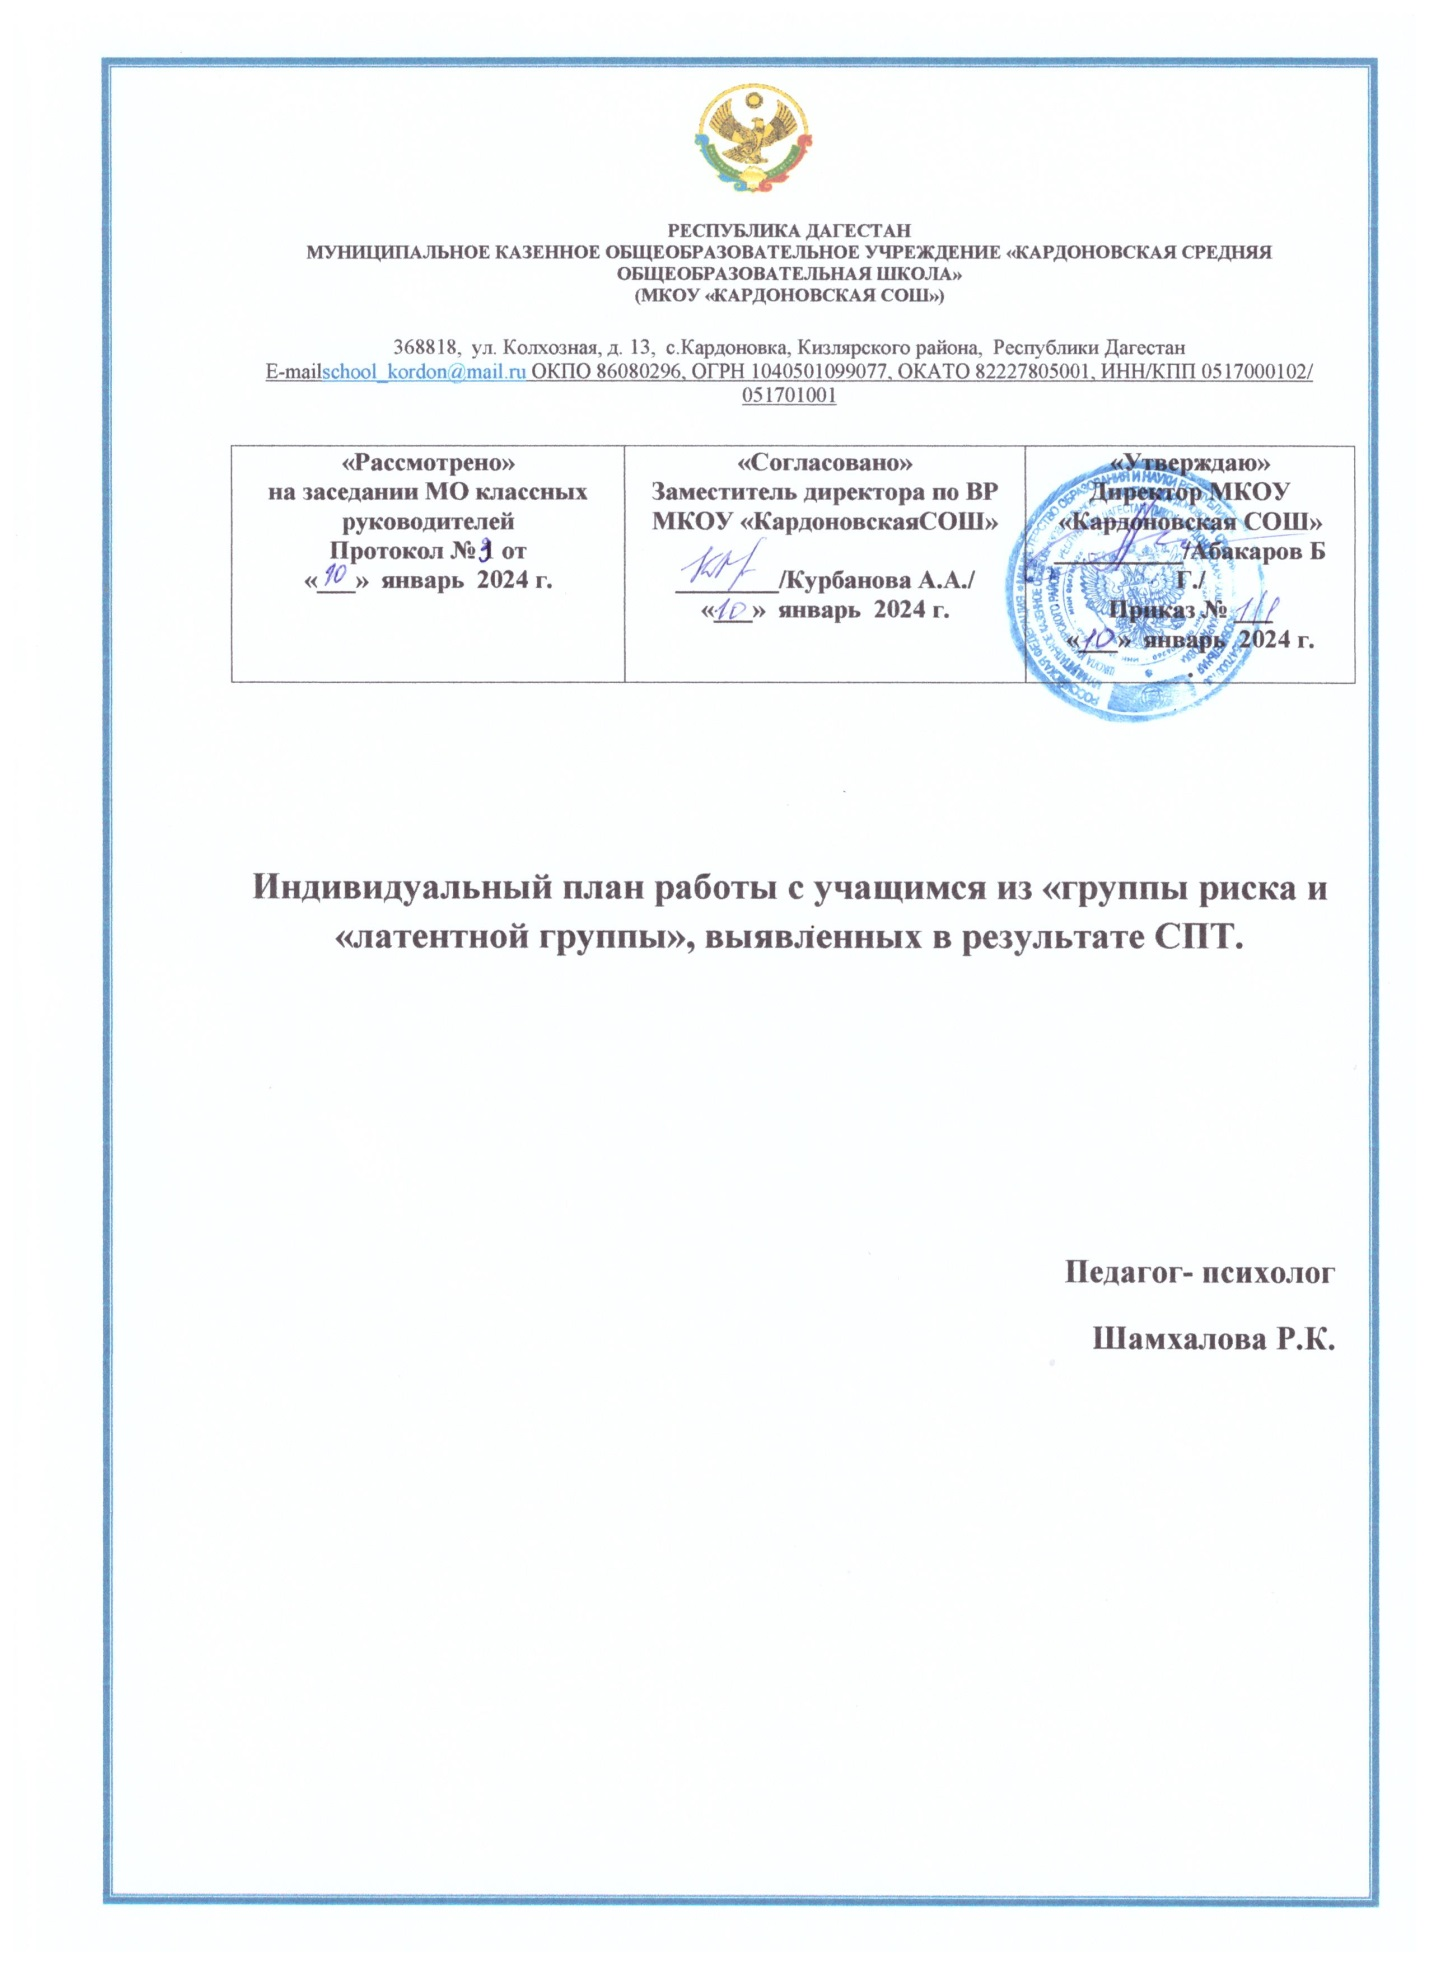 РЕСПУБЛИКА ДАГЕСТАН
МУНИЦИПАЛЬНОЕ КАЗЕННОЕ ОБЩЕОБРАЗОВАТЕЛЬНОЕ УЧРЕЖДЕНИЕ «КАРДОНОВСКАЯ СРЕДНЯЯ
ОБЩЕОБРАЗОВАТЕЛЬНАЯ ШКОЛА»
(МКОУ «КАРДОНОВСКАЯ СОШ»)
368818, ул. Колхозная, д. 13, с.Кардоновка, Кизлярского района, Республики Дагестан
E-mailschool_kordon@mail.ru ОКПО 86080296, ОГРН 1040501099077, ОКАТО 82227805001, ИНН/КПП 0517000102/
051701001
«Рассмотрено»
на заседании МО классных
руководителей
Протокол № от
«10» январь 2024 г.
«Согласовано»
Заместитель директора по ВР
МКОУ «КардоновскаяСОШ»
/Курбанова А.А./
«10» январь 2024 г.
«Утверждаю»
Директор МКОУ
«Кардоновская СОШ»
/Абакаров Б
Г./
Приказ №
«10» январь 2024 г.
.
Индивидуальный план работы с учащимся из «группы риска и
«латентной группы», выявленных в результате СПТ.
Педагог- психолог
Шамхалова Р.К.